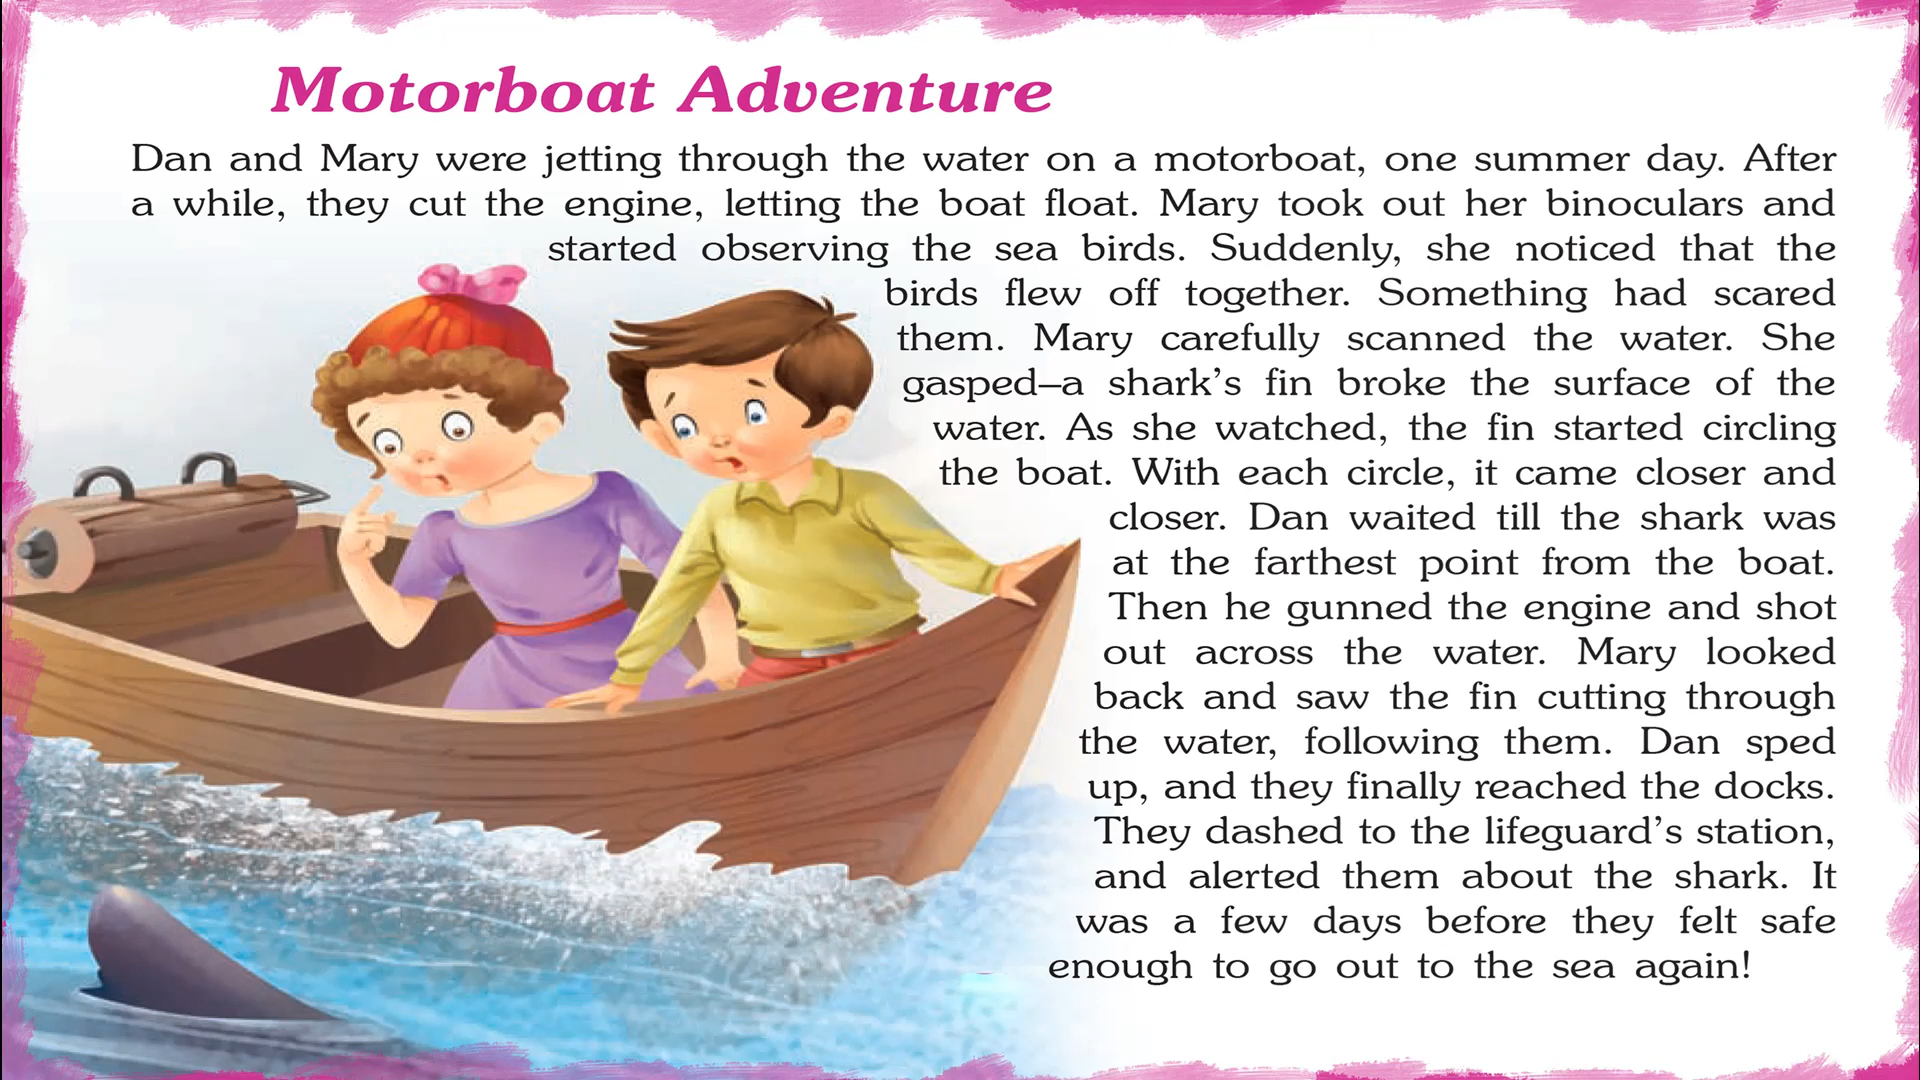 Motorboat Adventure
Dan and Mary were jetting through the water on a motorboat, one summer day. After
a while, they cut the engine, letting the boat float. Mary took out her binoculars and
started observing the sea birds. Suddenly, she noticed that the
birds flew off together. Something had scared
them. Mary carefully scanned the water. She
gasped–a shark’s fin broke the surface of the
water. As she watched, the fin started circling
the boat. With each circle, it came closer and
closer. Dan waited till the shark was
at the farthest point from the boat.
Then he gunned the engine and shot
out across the water. Mary looked
back and saw the fin cutting through
the water, following them. Dan sped
up, and they finally reached the docks.
They dashed to the lifeguard’s station,
and alerted them about the shark. It
was a few days before they felt safe
enough to go out to the sea again!